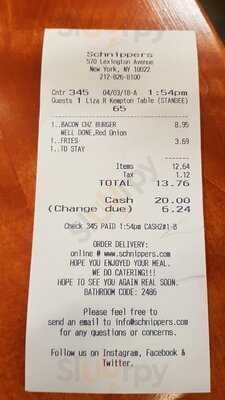 Schnippers
570 Lexington Avenue
New York, NY 10022
212-826-8100
Cntr 345 04/03/18-A 1:54pm
Guests 1 Liza R Kempton Table (STANDEE)
65
1..BACON CHZ BURGER 8.95
WELL DONE,Red Onion
1..FRIES 3.69
1..TO STAY
Items 12.64
Tax 1.12
TOTAL 13.76
Cash 20.00
(Change due) 6.24
Check 345 PAID 1:54pm CASH2#1-8
ORDER DELIVERY:
online @ www.schnippers.com
HOPE YOU ENJOYED YOUR MEAL.
WE DO CATERING!!!
HOPE TO SEE YOU AGAIN REAL SOON.
BATHROOM CODE: 2486
Please feel free to
send an email to info@schnippers.com
for any questions or concerns.
Follow us on Instagram, Facebook &
Twitter.